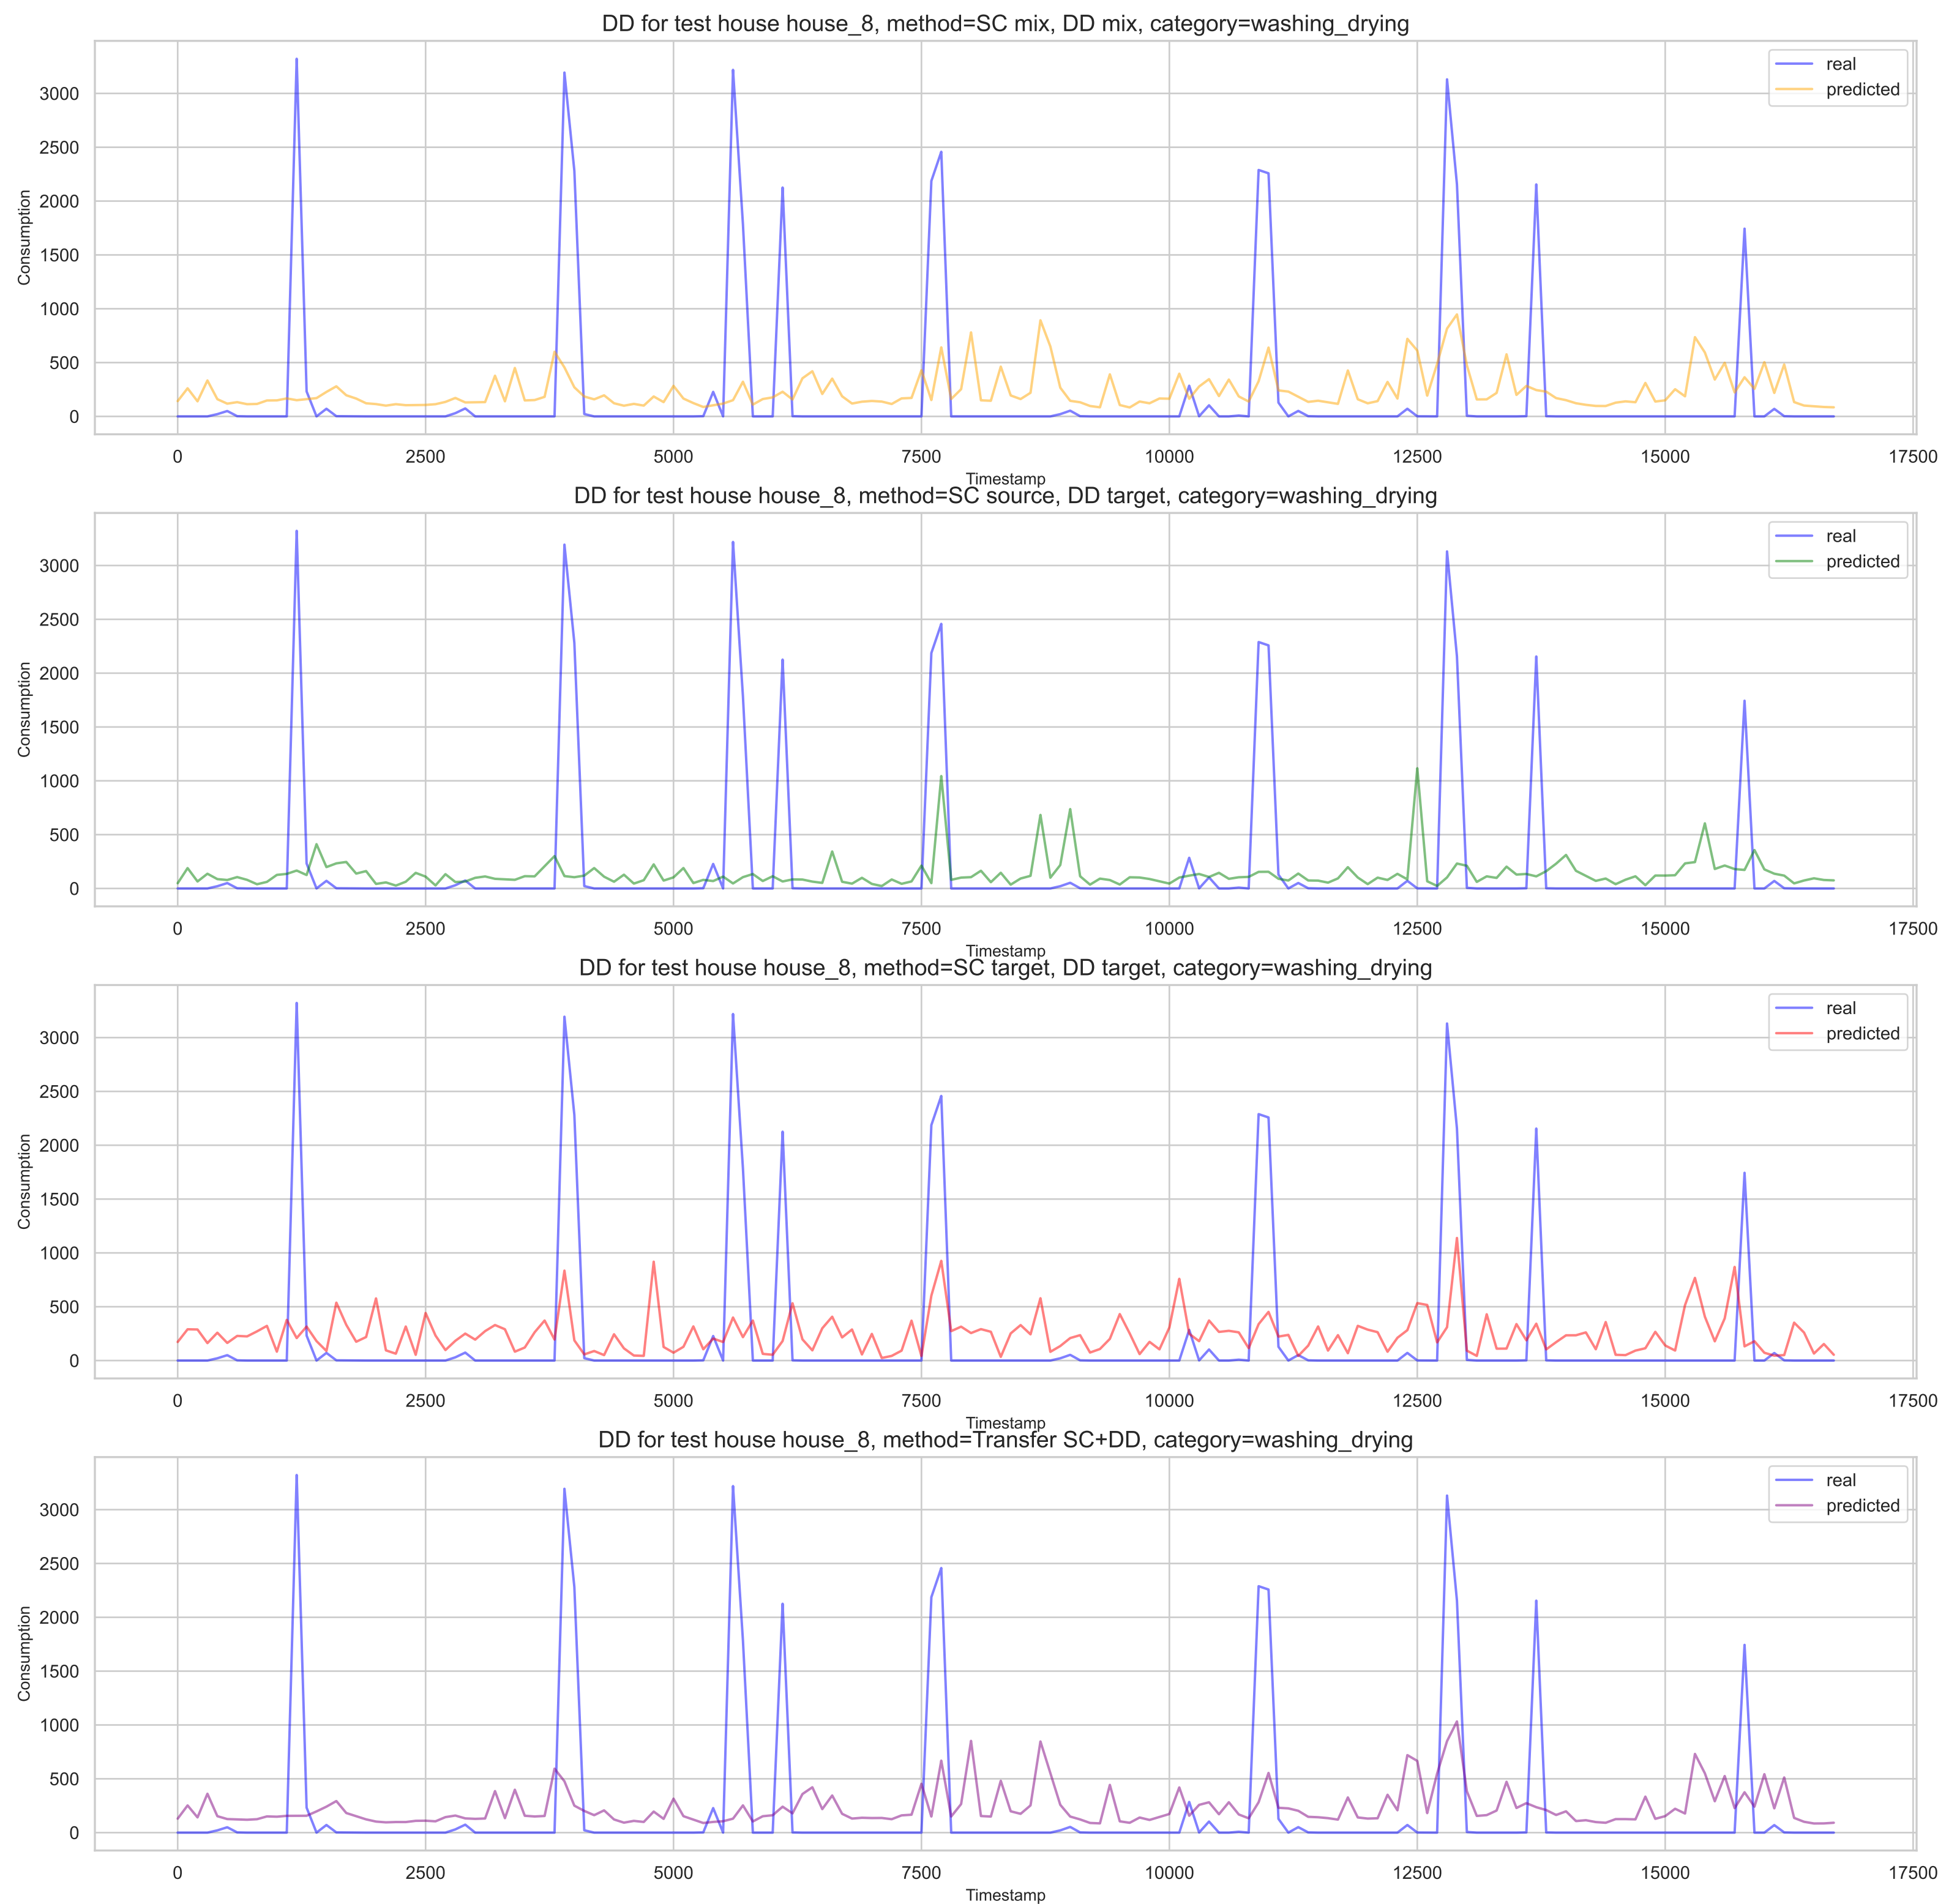 DD for test house house_8, method=SC mix, DD mix, category=washing_drying
real
predicted
Consumption
3000
2500
2000
1500
1000
500
0
0 2500 5000 7500 10000 12500 15000 17500
Timestamp
DD for test house house_8, method=SC source, DD target, category=washing_drying
real
predicted
Consumption
3000
2500
2000
1500
1000
500
0
0 2500 5000 7500 10000 12500 15000 17500
Timestamp
DD for test house house_8, method=SC target, DD target, category=washing_drying
real
predicted
Consumption
3000
2500
2000
1500
1000
500
0
0 2500 5000 7500 10000 12500 15000 17500
Timestamp
DD for test house house_8, method=Transfer SC+DD, category=washing_drying
real
predicted
Consumption
3000
2500
2000
1500
1000
500
0
0 2500 5000 7500 10000 12500 15000 17500
Timestamp